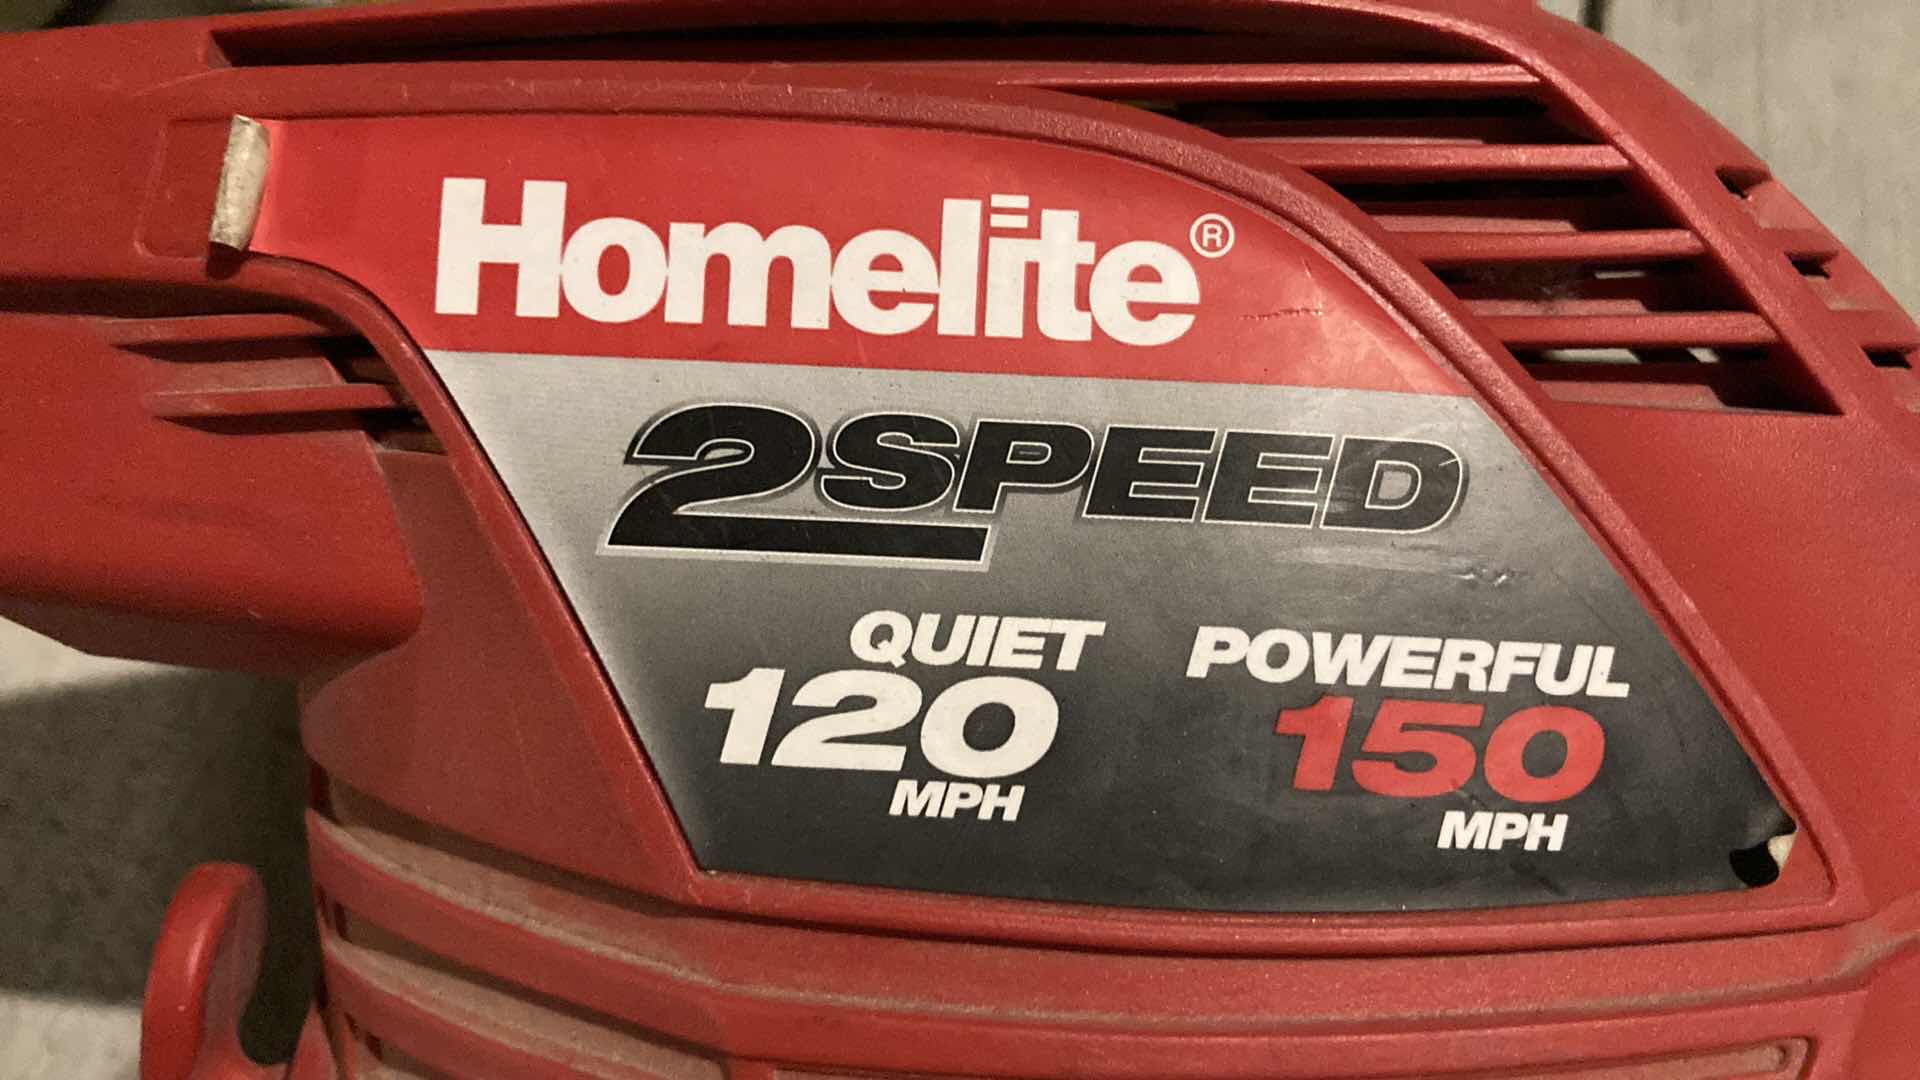 Homelite®
2SPEED
QUIET
120
MPH
POWERFUL
150
MPH